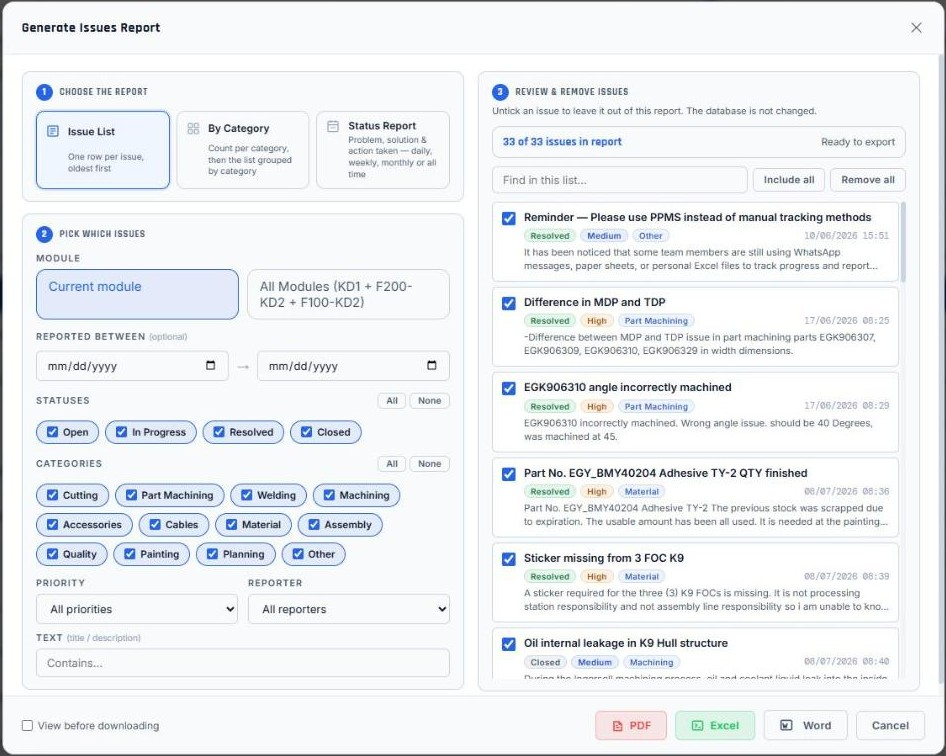 Generate Issues Report
1 CHOOSE THE REPORT
Issue List
One row per issue,
oldest first
By Category
Count per category,
then the list grouped
by category
Status Report
Problem, solution &
action taken — daily,
weekly, monthly or all
time
2 PICK WHICH ISSUES
MODULE
Current module
All Modules (KD1 + F200-
KD2 + F100-KD2)
REPORTED BETWEEN (optional)
mm/dd/yyyy → mm/dd/yyyy
STATUSES All None
Open In Progress Resolved Closed
CATEGORIES All None
Cutting Part Machining Welding Machining
Accessories Cables Material Assembly
Quality Painting Planning Other
PRIORITY REPORTER
All priorities All reporters
TEXT (title / description)
Contains...
3 REVIEW & REMOVE ISSUES
Untick an issue to leave it out of this report. The database is not changed.
33 of 33 issues in report Ready to export
Find in this list... Include all Remove all
Reminder — Please use PPMS instead of manual tracking methods
Resolved Medium Other 10/06/2026 15:51
It has been noticed that some team members are still using WhatsApp
messages, paper sheets, or personal Excel files to track progress and report...
Difference in MDP and TDP
Resolved High Part Machining 17/06/2026 08:25
-Difference between MDP and TDP issue in part machining parts EGK906307,
EGK906309, EGK906310, EGK906329 in width dimensions.
EGK906310 angle incorrectly machined
Resolved High Part Machining 17/06/2026 08:29
EGK906310 incorrectly machined. Wrong angle issue. should be 40 Degrees,
was machined at 45.
Part No. EGY_BMY40204 Adhesive TY-2 QTY finished
Resolved High Material 08/07/2026 08:36
Part No. EGY_BMY40204 Adhesive TY-2 The previous stock was scrapped due
to expiration. The usable amount has been all used. It is needed at the painting...
Sticker missing from 3 FOC K9
Resolved High Material 08/07/2026 08:39
A sticker required for the three (3) K9 FOCs is missing. It is not processing
station responsibility and not assembly line responsibility so i am unable to kno...
Oil internal leakage in K9 Hull structure
Closed Medium Machining 08/07/2026 08:40
During the Ingersoll machining process, oil and coolant liquid leak into the inside
View before downloading
PDF Excel Word Cancel